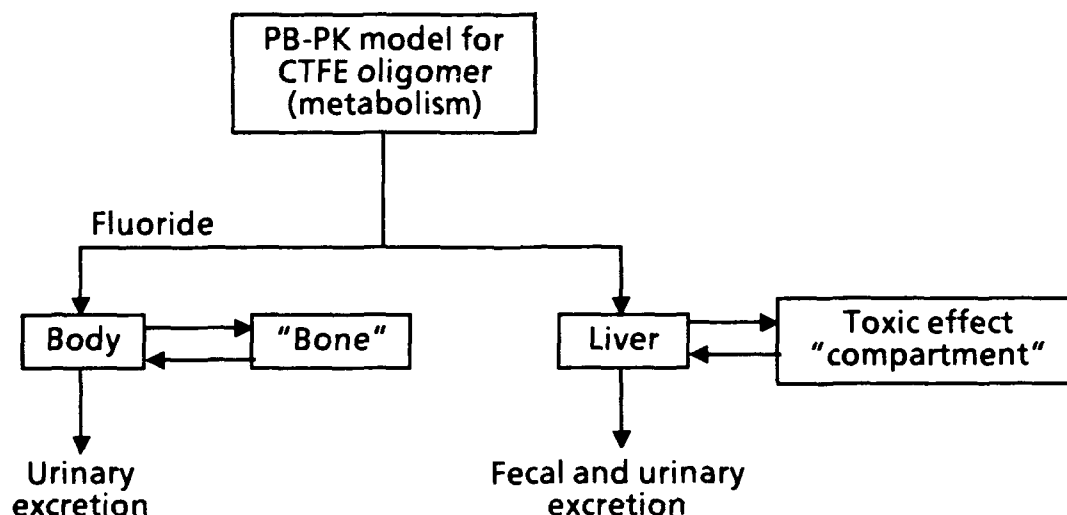 PB-PK model for
CTFE oligomer
(metabolism)
Fluoride
Body
"Bone"
Liver
Toxic effect
"compartment"
Urinary
excretion
Fecal and urinary
excretion